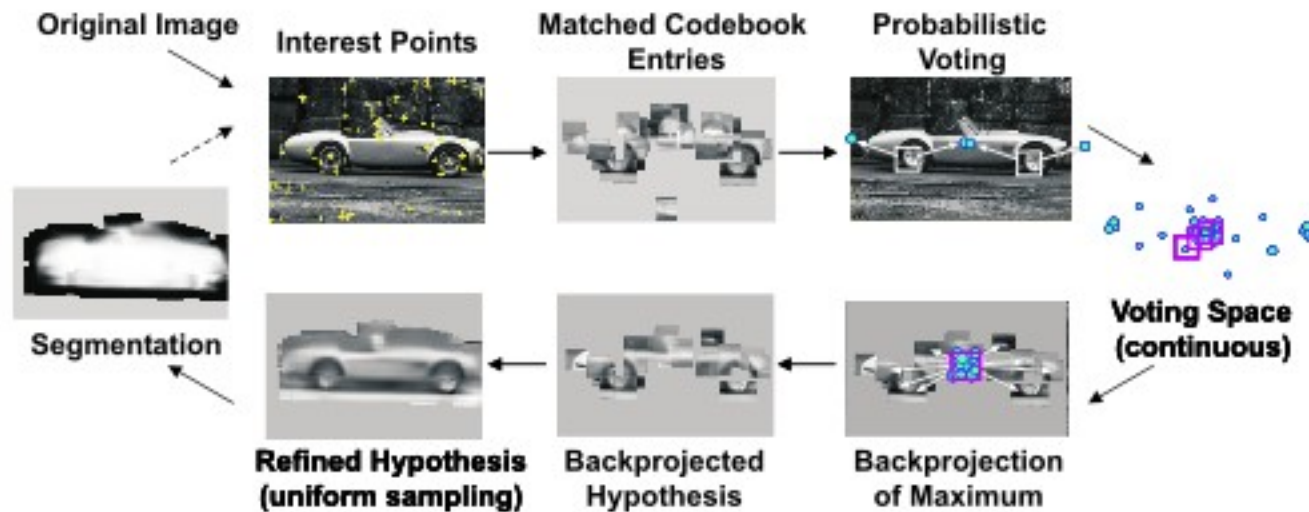 Original Image
Interest Points
Matched Codebook
Entries
Probabilistic
Voting
Voting Space
(continuous)
Segmentation
Refined Hypothesis
(uniform sampling)
Backprojected
Hypothesis
Backprojection
of Maximum